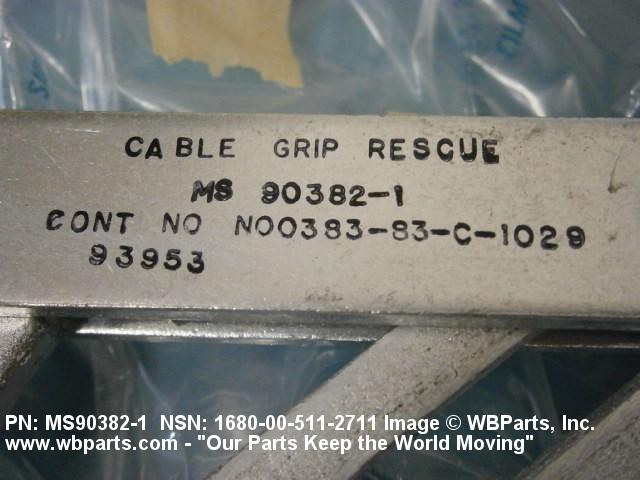 CABLE GRIP RESCUE
MS 90382-1
CONT NO N00383-83-C-1029
93953
PN: MS90382-1 NSN: 1680-00-511-2711 Image © WBParts, Inc.
www.wbparts.com - "Our Parts Keep the World Moving"